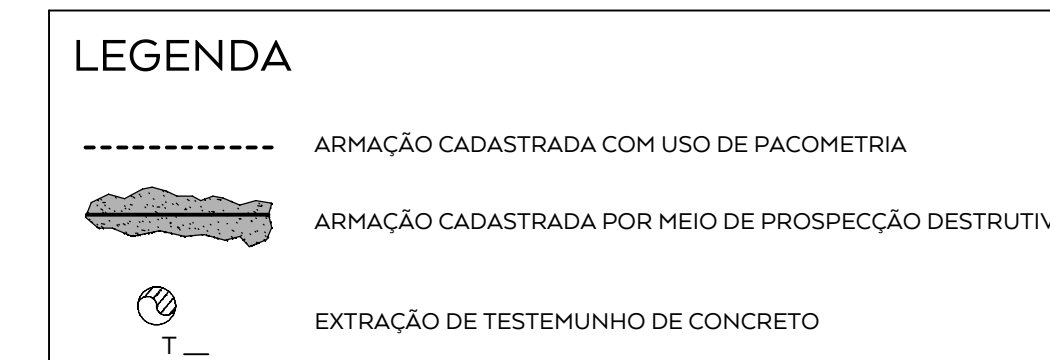 LEGENDA
ARMAÇÃO CADASTRADA COM USO DE PACOMETRIA
ARMAÇÃO CADASTRADA POR MEIO DE PROSPECÇÃO
EXTRAÇÃO DE TESTEMUNHO DE CONCRETO
T __